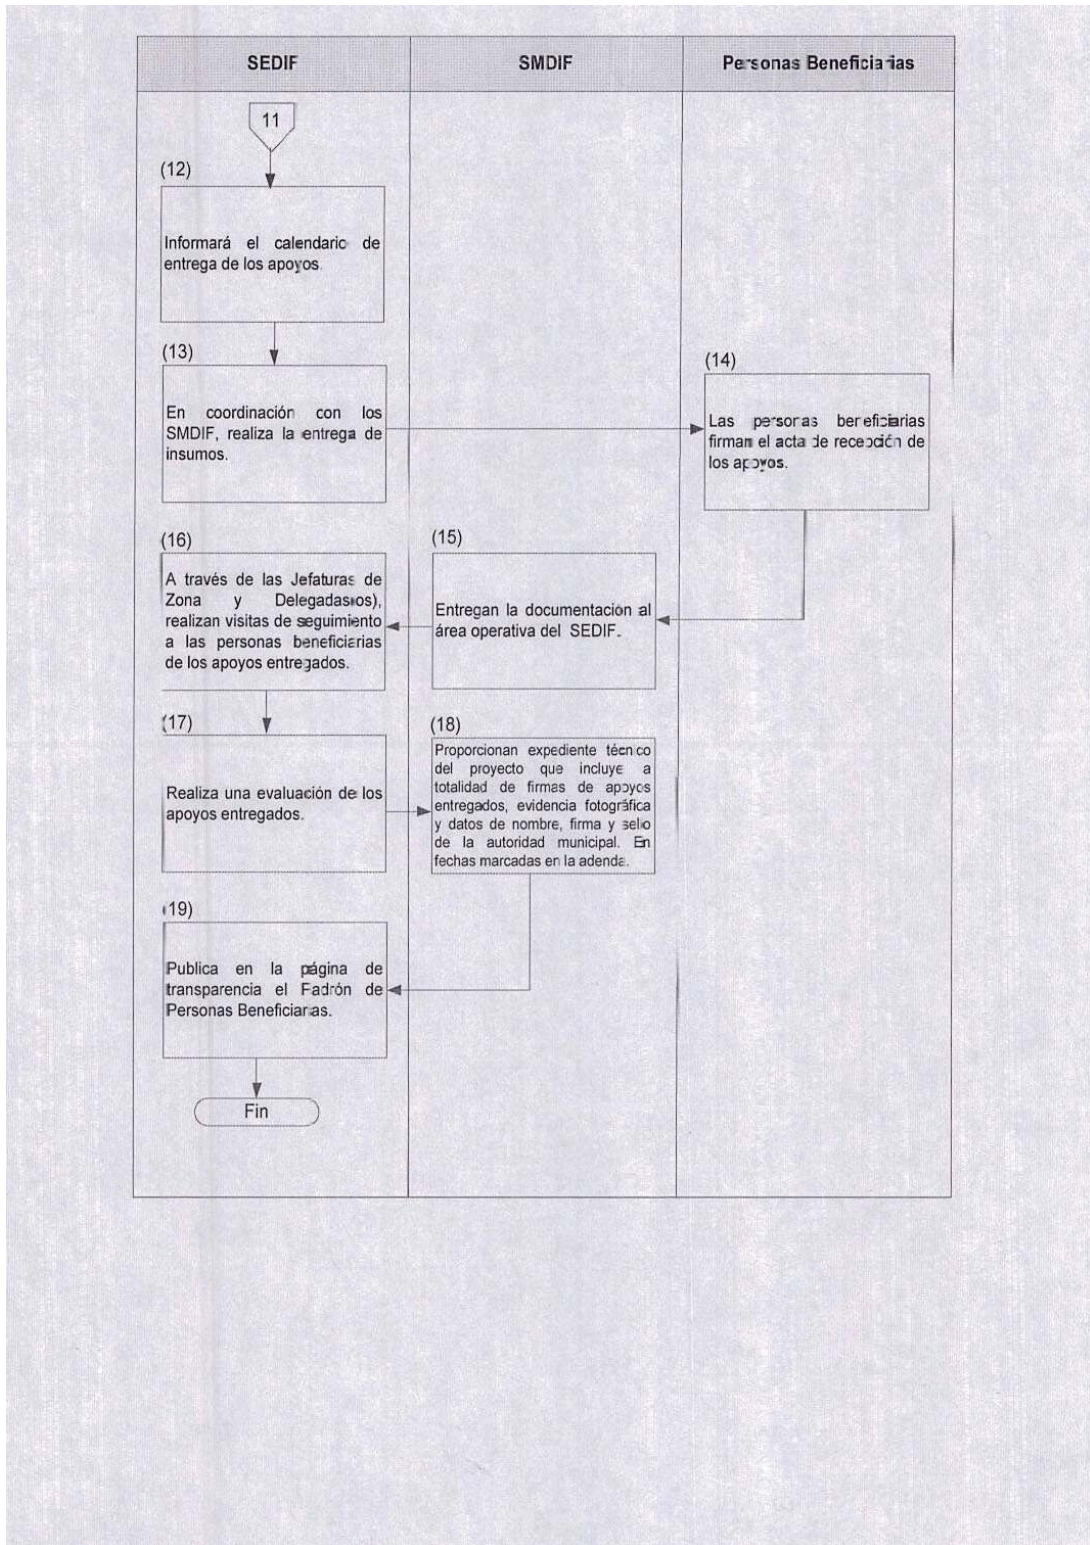 SEDIF
SMDIF
Personas Beneficiarias
11
(12)
Informará el calendario de
entrega de los apoyos.
(13)
En coordinación con los
SMDIF, realiza la entrega de
insumos.
(14)
Las personas beneficiarias
firman el acta de recepción de
los apoyos.
(15)
Entregan la documentación al
área operativa del SEDIF.
(16)
A través de las Jefaturas de
Zona y Delegadas(os),
realizan visitas de seguimiento
a las personas beneficiarias
de los apoyos entregados.
(17)
Realiza una evaluación de los
apoyos entregados.
(18)
Proporcionan expediente técnico
del proyecto que incluye a
totalidad de firmas de apoyos
entregados, evidencia fotográfica
y datos de nombre, firma y sello
de la autoridad municipal. En
fechas marcadas en la adenda.
(19)
Publica en la página de
transparencia el Padrón de
Personas Beneficiarias.
Fin